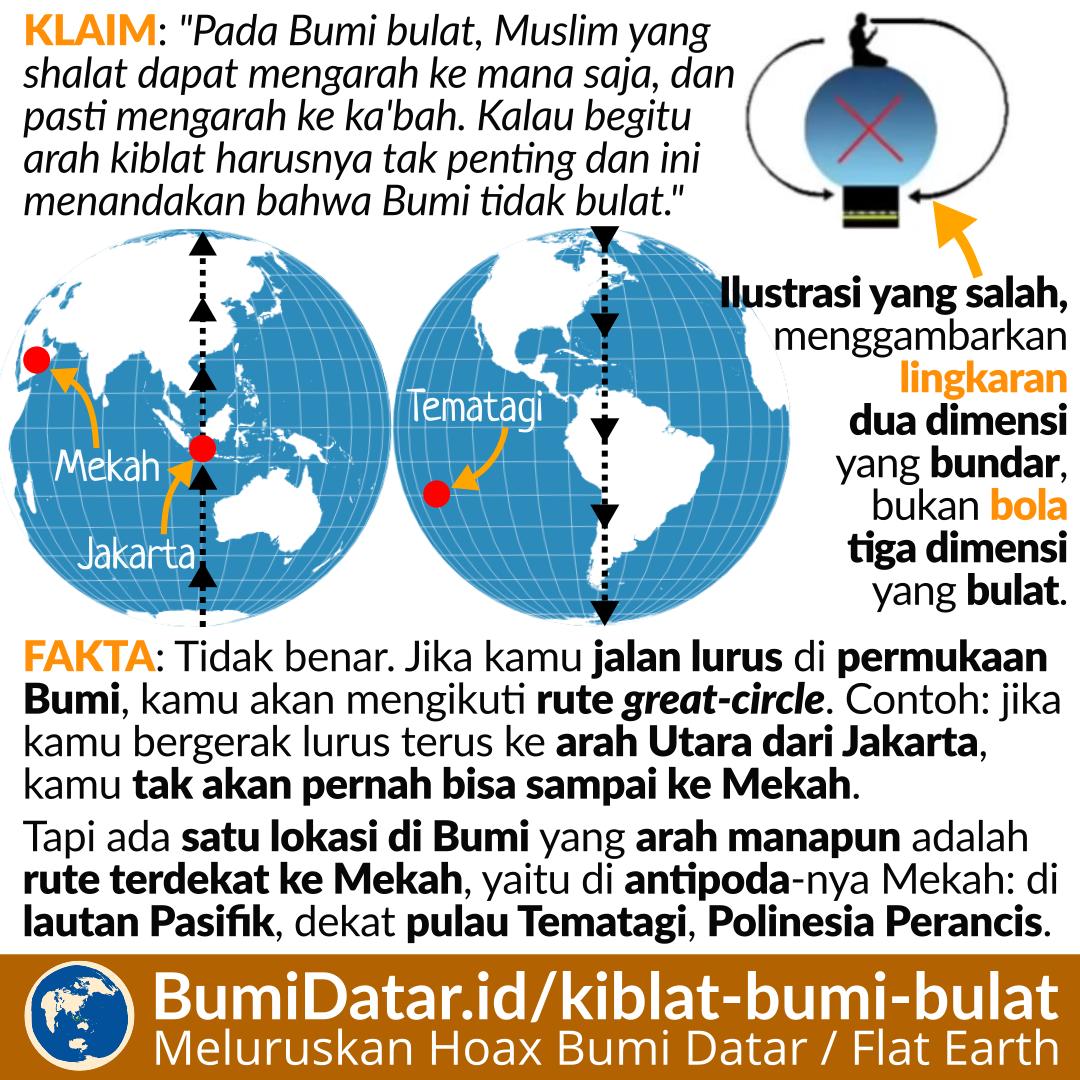 KLAIM: "Pada Bumi bulat, Muslim yang
shalat dapat mengarah ke mana saja, dan
pasti mengarah ke ka'bah. Kalau begitu
arah kiblat harusnya tak penting dan ini
menandakan bahwa Bumi tidak bulat."
Ilustrasi yang salah,
menggambarkan
lingkaran
dua dimensi
yang bundar,
bukan bola
tiga dimensi
yang bulat.
Mekah
Jakarta
Tematagi
FAKTA: Tidak benar. Jika kamu jalan lurus di permukaan
Bumi, kamu akan mengikuti rute great-circle. Contoh: jika
kamu bergerak lurus terus ke arah Utara dari Jakarta,
kamu tak akan pernah bisa sampai ke Mekah.
Tapi ada satu lokasi di Bumi yang arah manapun adalah
rute terdekat ke Mekah, yaitu di antipoda-nya Mekah: di
lautan Pasifik, dekat pulau Tematagi, Polinesia Perancis.
BumiDatar.id/kiblat-bumi-bulat
Meluruskan Hoax Bumi Datar / Flat Earth